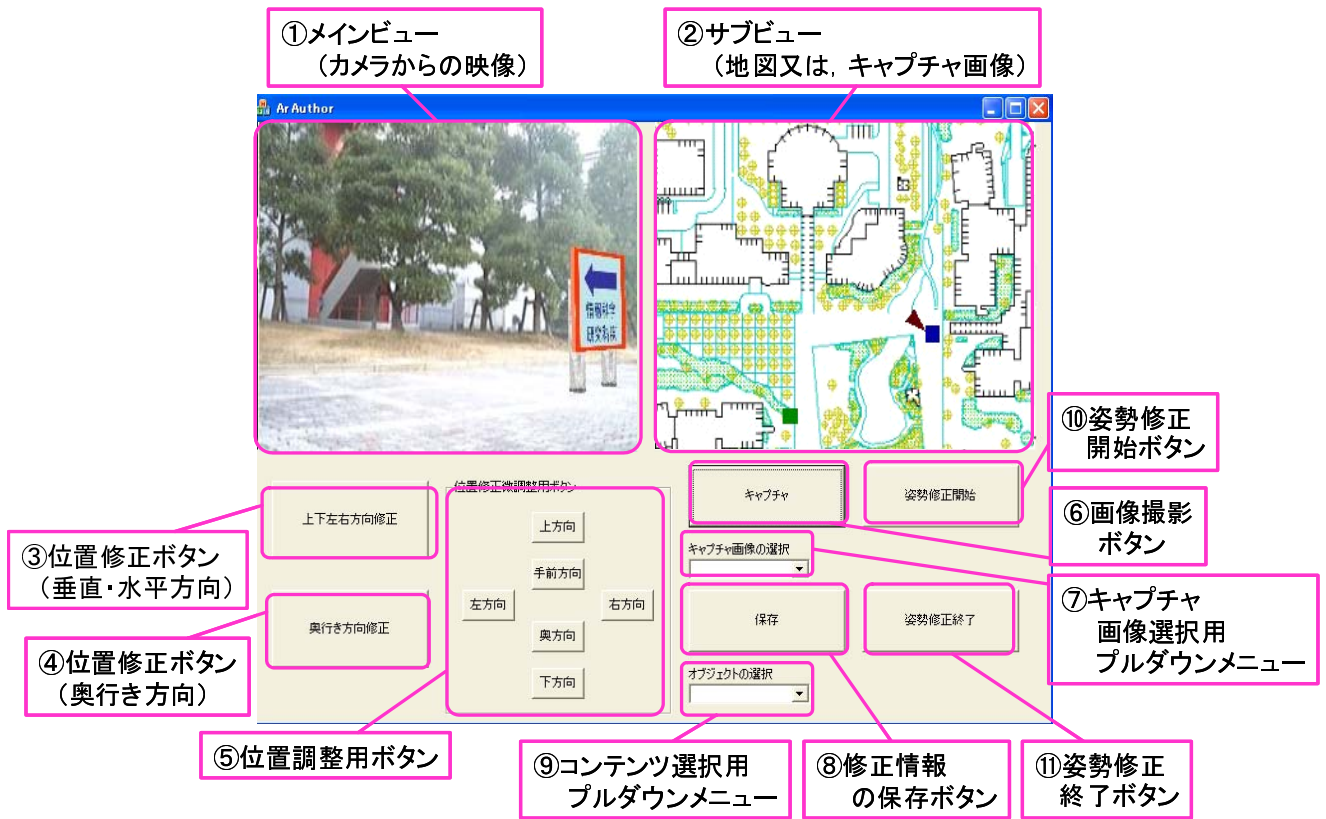 ①メインビュー
（カメラからの映像）
②サブビュー
（地図又は, キャプチャ画像）
ArAuthor
情報科学
研究科棟
⑩姿勢修正
開始ボタン
位置修正微調整用ボタン
上下左右方向修正
上方向
キャプチャ
姿勢修正開始
⑥画像撮影
ボタン
③位置修正ボタン
（垂直・水平方向）
手前方向
キャプチャ画像の選択
左方向
右方向
⑦キャプチャ
画像選択用
プルダウンメニュー
奥行き方向修正
奥方向
保存
姿勢修正終了
④位置修正ボタン
（奥行き方向）
下方向
オブジェクトの選択
⑤位置調整用ボタン
⑨コンテンツ選択用
プルダウンメニュー
⑧修正情報
の保存ボタン
⑪姿勢修正
終了ボタン